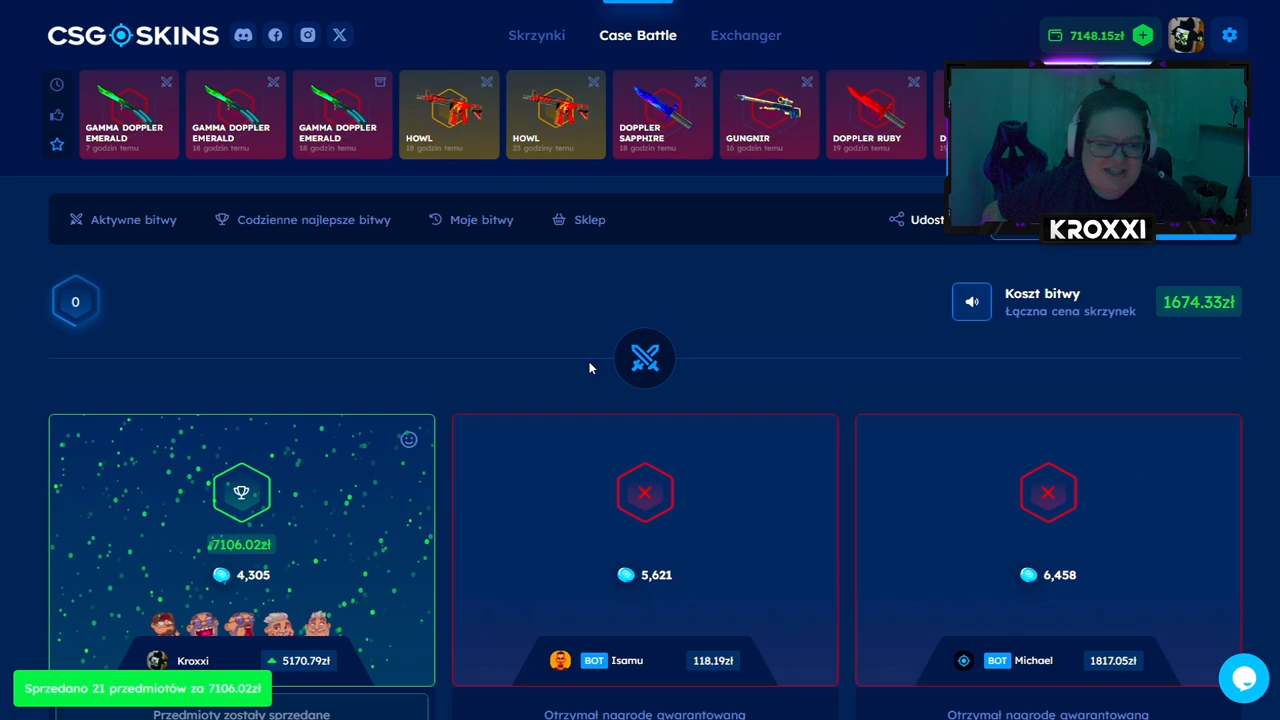 CSG SKINS
Skrzynki
Case Battle
Exchanger
7148.15zł
GAMMA DOPPLER
EMERALD
7 godzin temu
GAMMA DOPPLER
EMERALD
18 godzin temu
GAMMA DOPPLER
EMERALD
18 godzin temu
HOWL
18 godzin temu
HOWL
23 godziny temu
DOPPLER
SAPPHIRE
18 godzin temu
GUNGNIR
16 godzin temu
DOPPLER RUBY
19 godzin temu
Aktywne bitwy
Codzienne najlepsze bitwy
Moje bitwy
Sklep
Udost
KROXXI
0
Koszt bitwy
Łączna cena skrzynek
1674.33zł
7106.02zł
4,305
5,621
6,458
Kroxxi
5170.79zł
BOT Isamu
118.19zł
BOT Michael
1817.05zł
Sprzedano 21 przedmiotów za 7106.02zł
Przedmioty zostały sprzedane
Otrzymał nagrodę gwarantowaną
Otrzymał nagrodę gwarantowaną